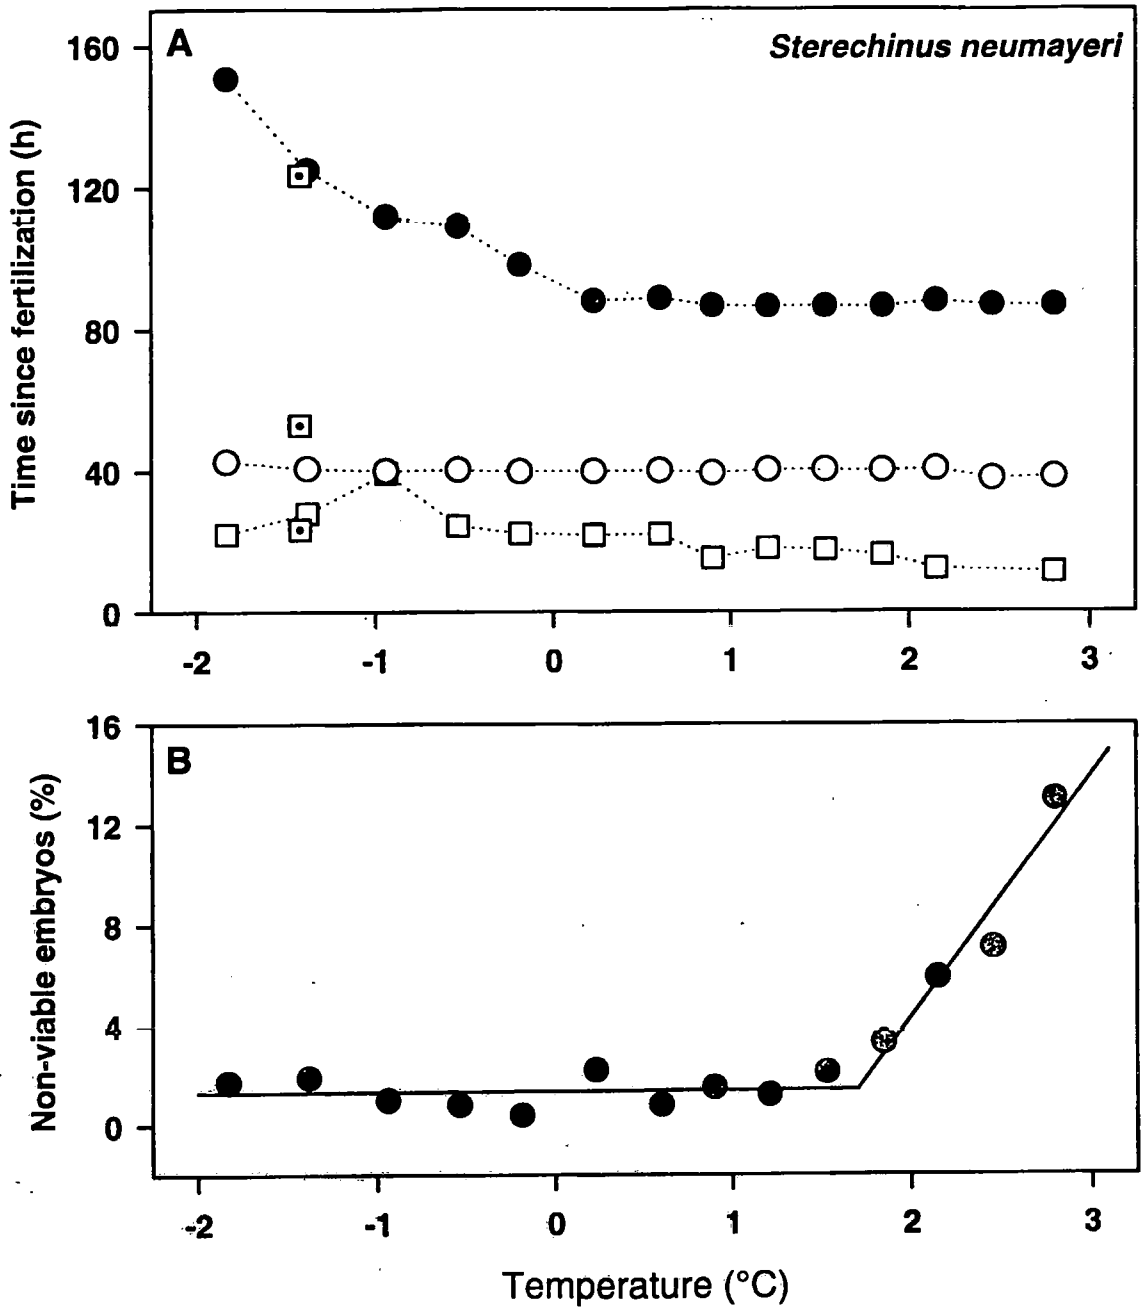 A
Sterechinus neumayeri
Time since fertilization (h)
160
120
80
40
0
-2 -1 0 1 2 3
B
Non-viable embryos (%)
16
12
8
4
0
-2 -1 0 1 2 3
Temperature (°C)